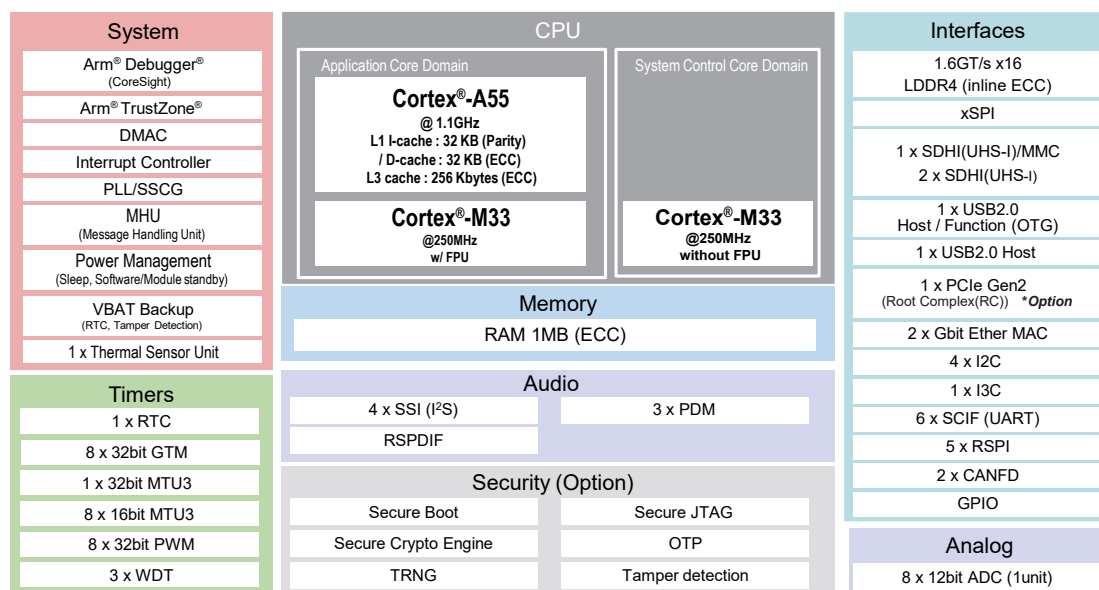 System
Arm® Debugger®
(CoreSight)
Arm® TrustZone®
DMAC
Interrupt Controller
PLL/SSCG
MHU
(Message Handling Unit)
Power Management
(Sleep, Software/Module standby)
VBAT Backup
(RTC, Tamper Detection)
1 x Thermal Sensor Unit
Timers
1 x RTC
8 x 32bit GTM
1 x 32bit MTU3
8 x 16bit MTU3
8 x 32bit PWM
3 x WDT
CPU
Application Core Domain
Cortex®-A55
@ 1.1GHz
L1 I-cache : 32 KB (Parity)
/ D-cache : 32 KB (ECC)
L3 cache : 256 Kbytes (ECC)
Cortex®-M33
@250MHz
w/ FPU
System Control Core Domain
Cortex®-M33
@250MHz
without FPU
Memory
RAM 1MB (ECC)
Audio
4 x SSI (I²S)
3 x PDM
RSPDIF
Security (Option)
Secure Boot
Secure JTAG
Secure Crypto Engine
OTP
TRNG
Tamper detection
Interfaces
1.6GT/s x16
LDDR4 (inline ECC)
xSPI
1 x SDHI(UHS-I)/MMC
2 x SDHI(UHS-I)
1 x USB2.0
Host / Function (OTG)
1 x USB2.0 Host
1 x PCIe Gen2
(Root Complex(RC)) *Option
2 x Gbit Ether MAC
4 x I2C
1 x I3C
6 x SCIF (UART)
5 x RSPI
2 x CANFD
GPIO
Analog
8 x 12bit ADC (1unit)